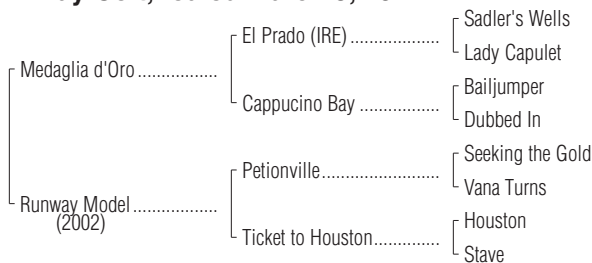 Sadler's Wells
El Prado (IRE) ....................
Lady Capulet
Medaglia d'Oro .................
Bailjumper
Cappucino Bay ..................
Dubbed In
Seeking the Gold
Petionville..........................
Vana Turns
Runway Model ..................
(2002)
Houston
Ticket to Houston...............
Stave